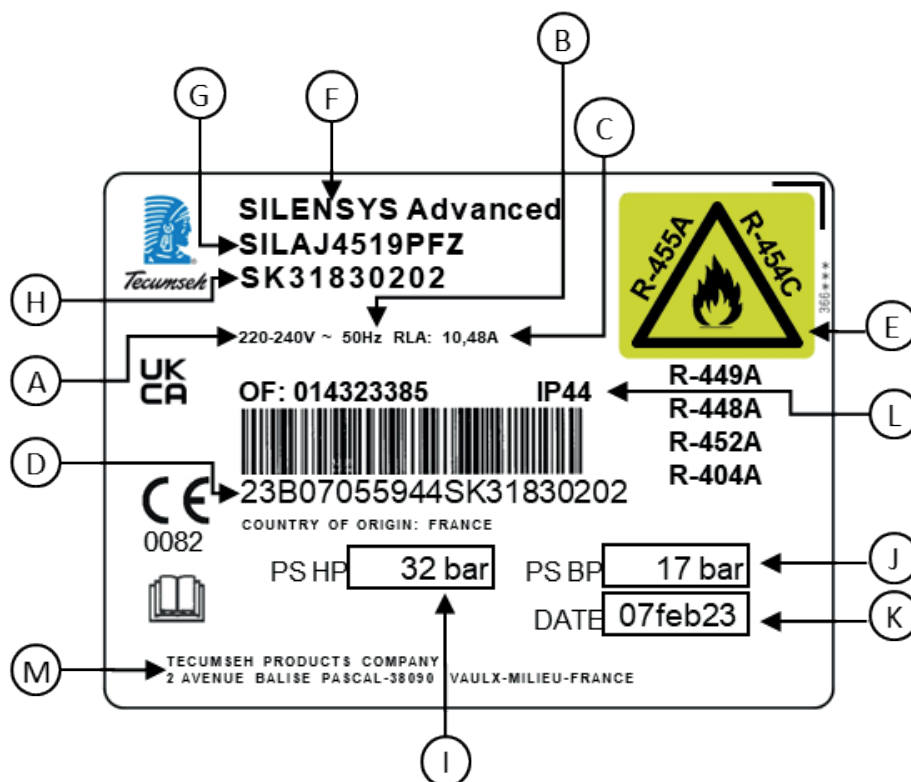 B
F
G
C
SILENSYS Advanced
SILAJ4519PFZ
SK31830202
Tecumseh
H
R-455A
R-454C
366***
E
220-240V ~ 50Hz RLA: 10,48A
A
UK
CA
OF: 014323385 IP44
R-449A
R-448A
R-452A
R-404A
L
D
23B07055944SK31830202
COUNTRY OF ORIGIN: FRANCE
CE
0082
PS HP 32 bar
PS BP 17 bar
J
DATE 07feb23
K
M
TECUMSEH PRODUCTS COMPANY
2 AVENUE BALISE PASCAL-38090 VAULX-MILIEU-FRANCE
I